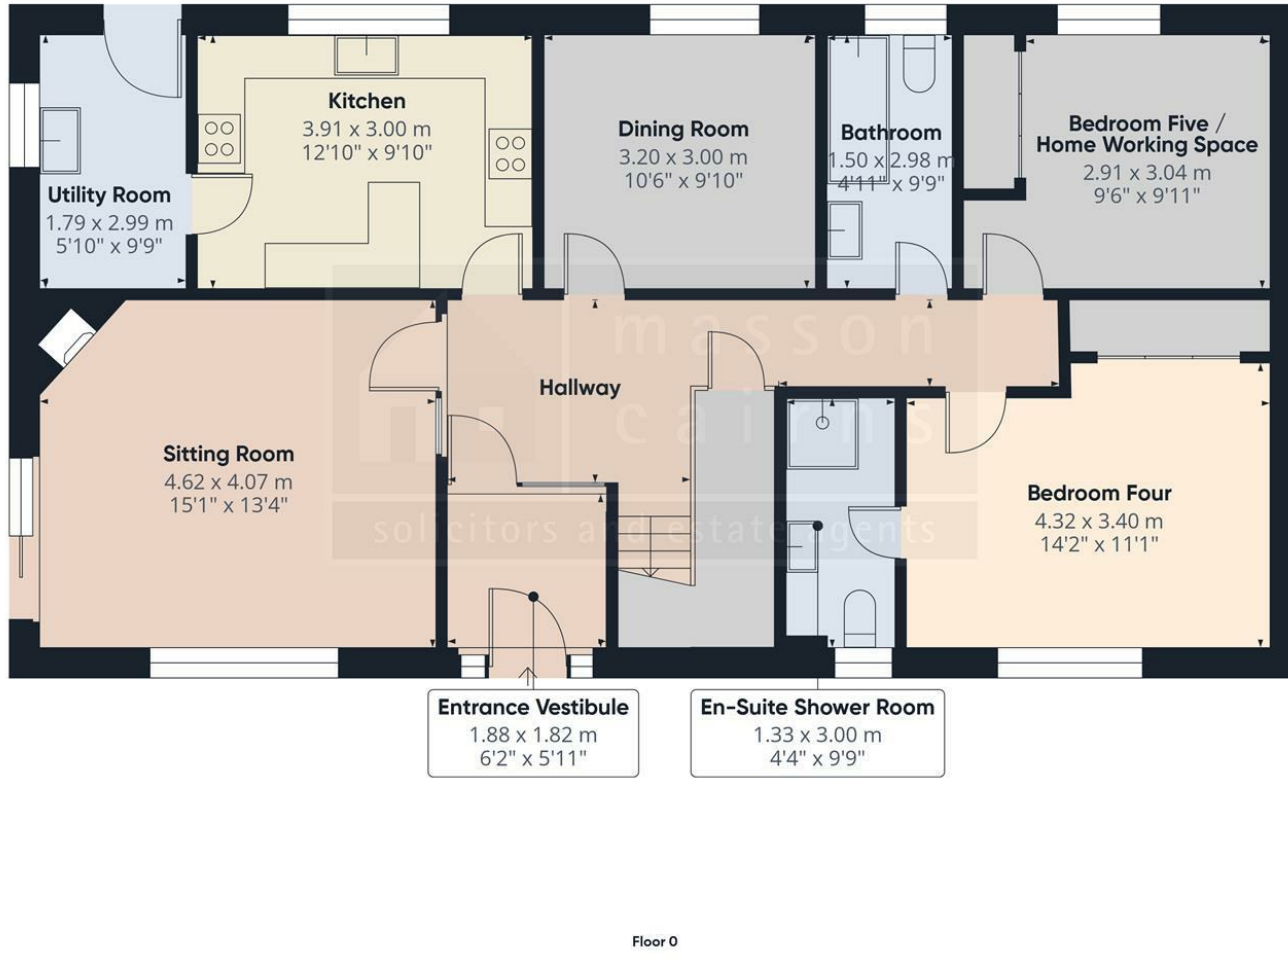 Kitchen
3.91 x 3.00 m
12'10" x 9'10"
Dining Room
3.20 x 3.00 m
10'6" x 9'10"
Bathroom
1.50 x 2.98 m
4'11" x 9'9"
Bedroom Five /
Home Working Space
2.91 x 3.04 m
9'6" x 9'11"
Utility Room
1.79 x 2.99 m
5'10" x 9'9"
masson
cairns
solicitors and estate agents
Hallway
Sitting Room
4.62 x 4.07 m
15'1" x 13'4"
Bedroom Four
4.32 x 3.40 m
14'2" x 11'1"
Entrance Vestibule
1.88 x 1.82 m
6'2" x 5'11"
En-Suite Shower Room
1.33 x 3.00 m
4'4" x 9'9"
Floor 0